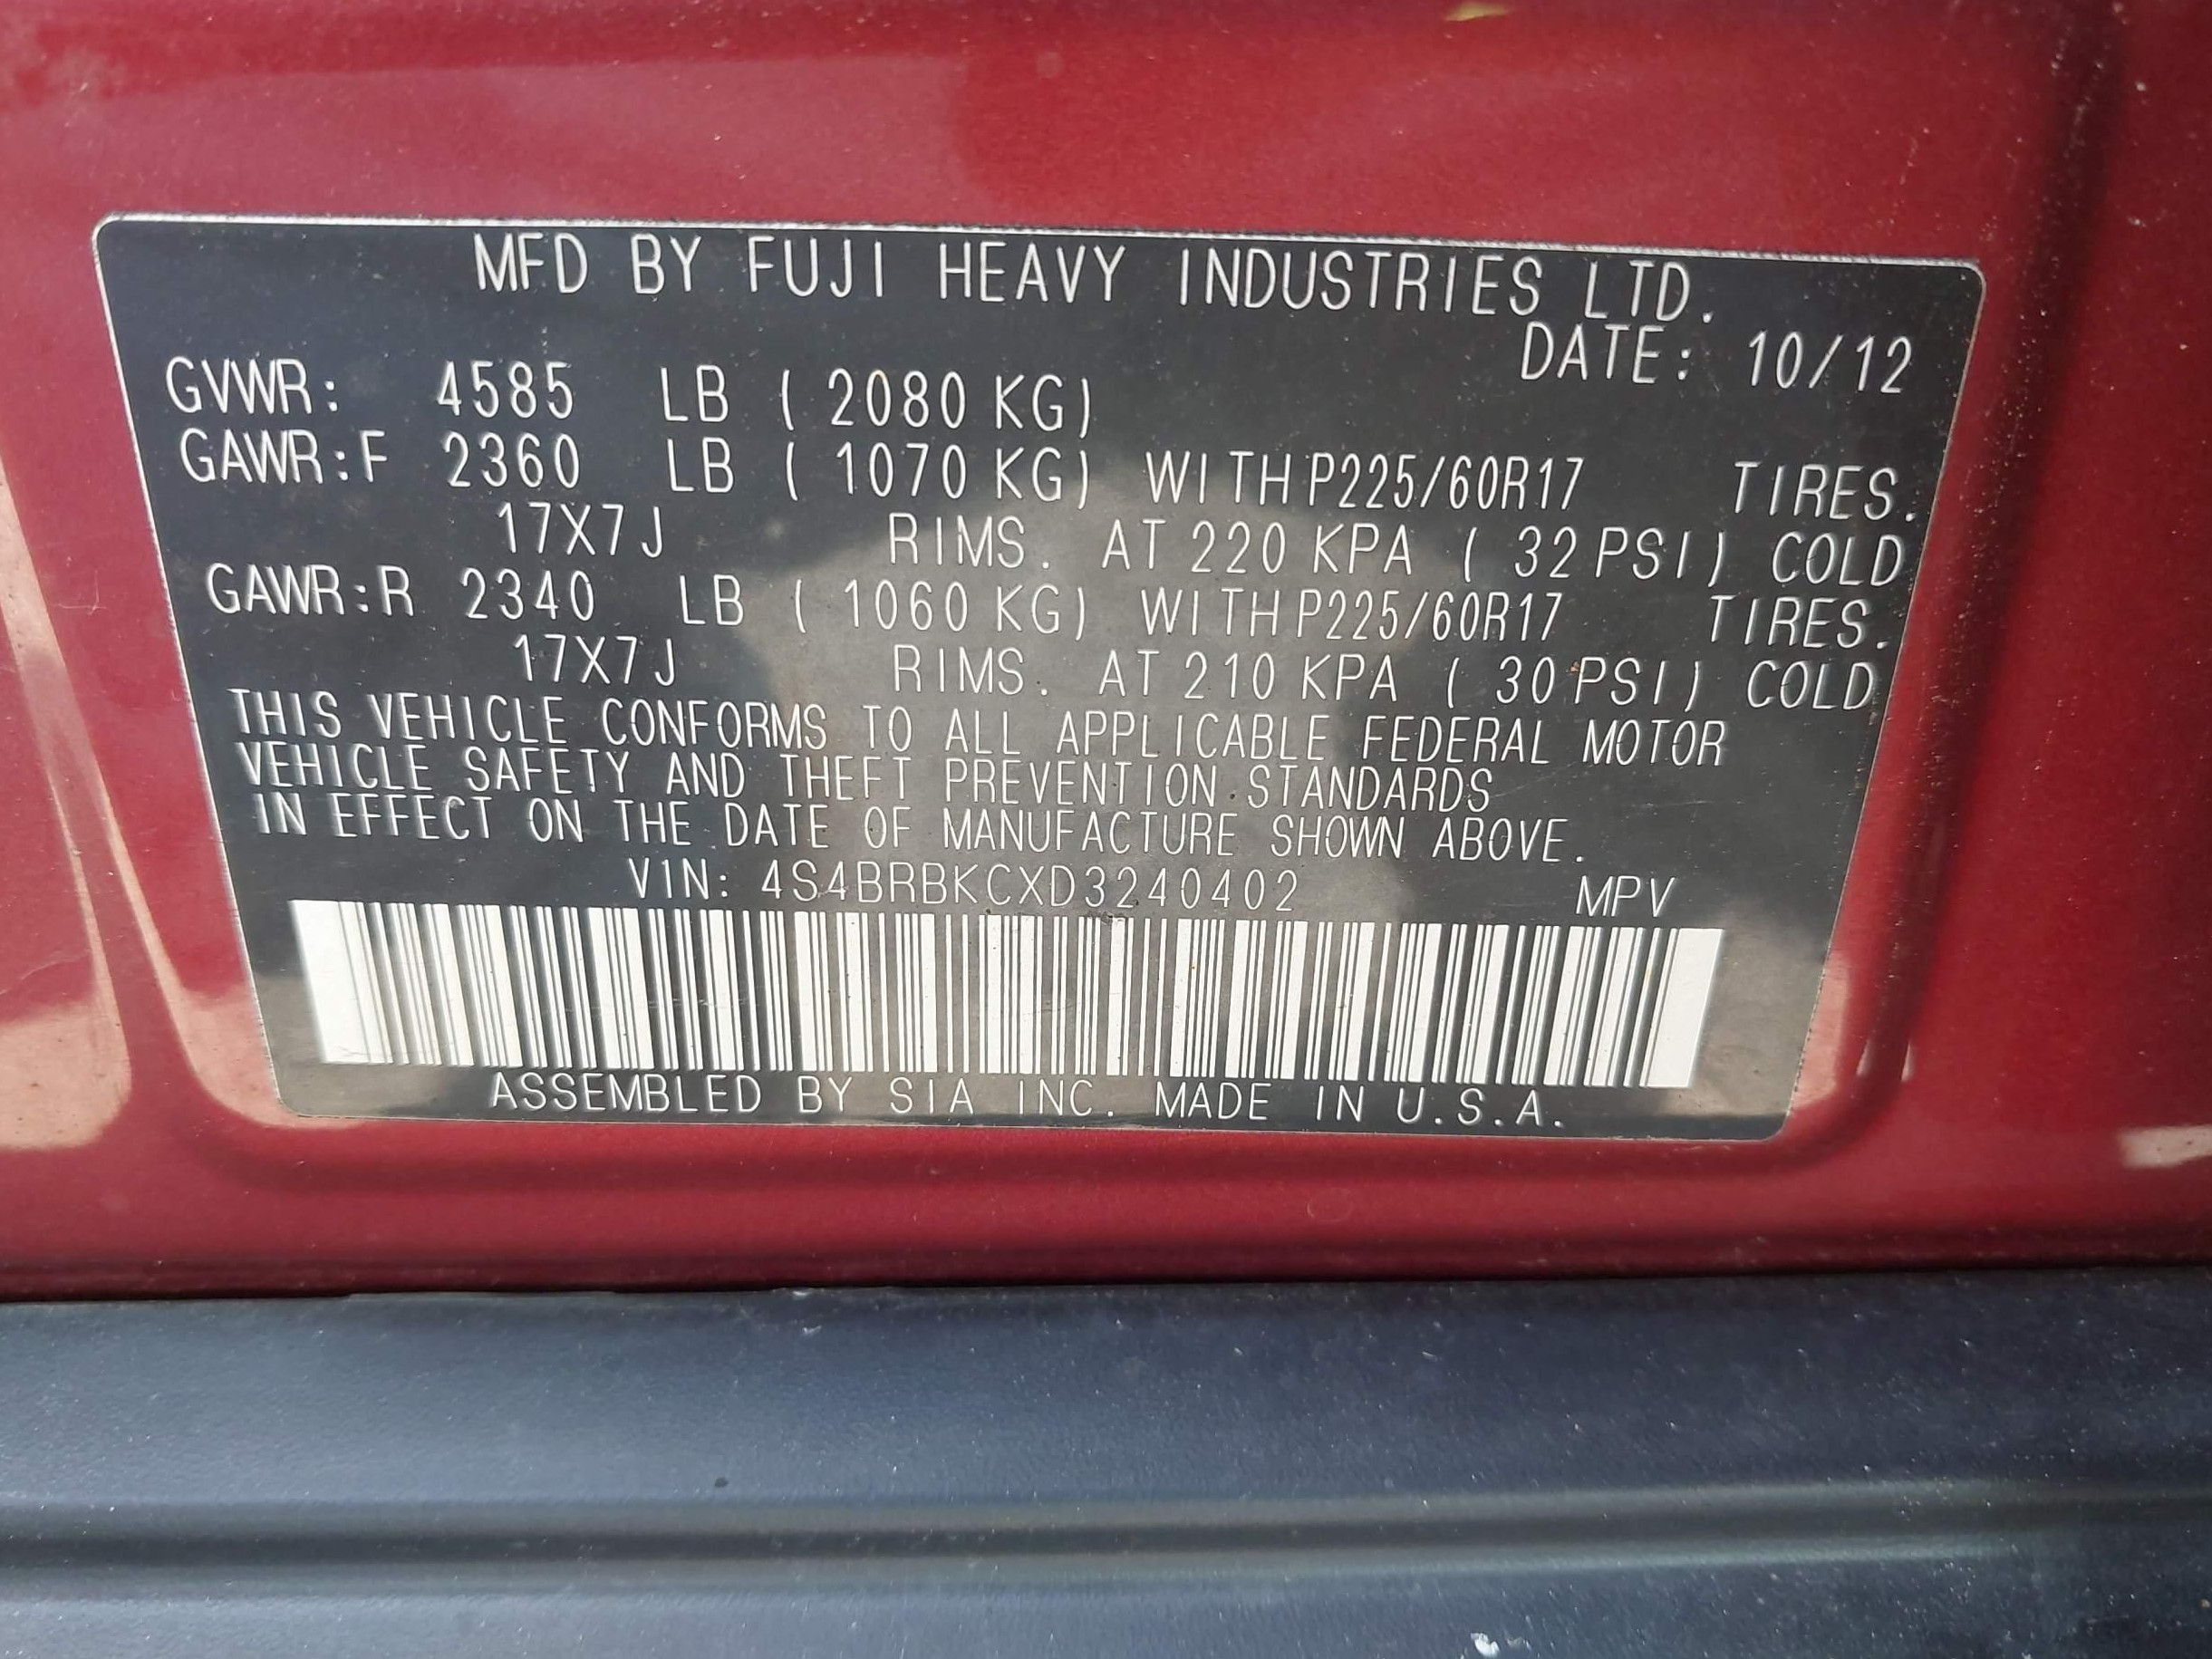 MFD BY FUJI HEAVY INDUSTRIES LTD.
DATE: 10/12
GVWR: 4585 LB ( 2080 KG)
GAWR:F 2360 LB ( 1070 KG) WITH P225/60R17 TIRES.
17X7J RIMS. AT 220 KPA ( 32 PSI) COLD
GAWR:R 2340 LB ( 1060 KG) WITH P225/60R17 TIRES.
17X7J RIMS. AT 210 KPA ( 30 PSI) COLD
THIS VEHICLE CONFORMS TO ALL APPLICABLE FEDERAL MOTOR
VEHICLE SAFETY AND THEFT PREVENTION STANDARDS
IN EFFECT ON THE DATE OF MANUFACTURE SHOWN ABOVE.
VIN: 4S4BRBKCXD3240402 MPV
ASSEMBLED BY SIA INC. MADE IN U.S.A.